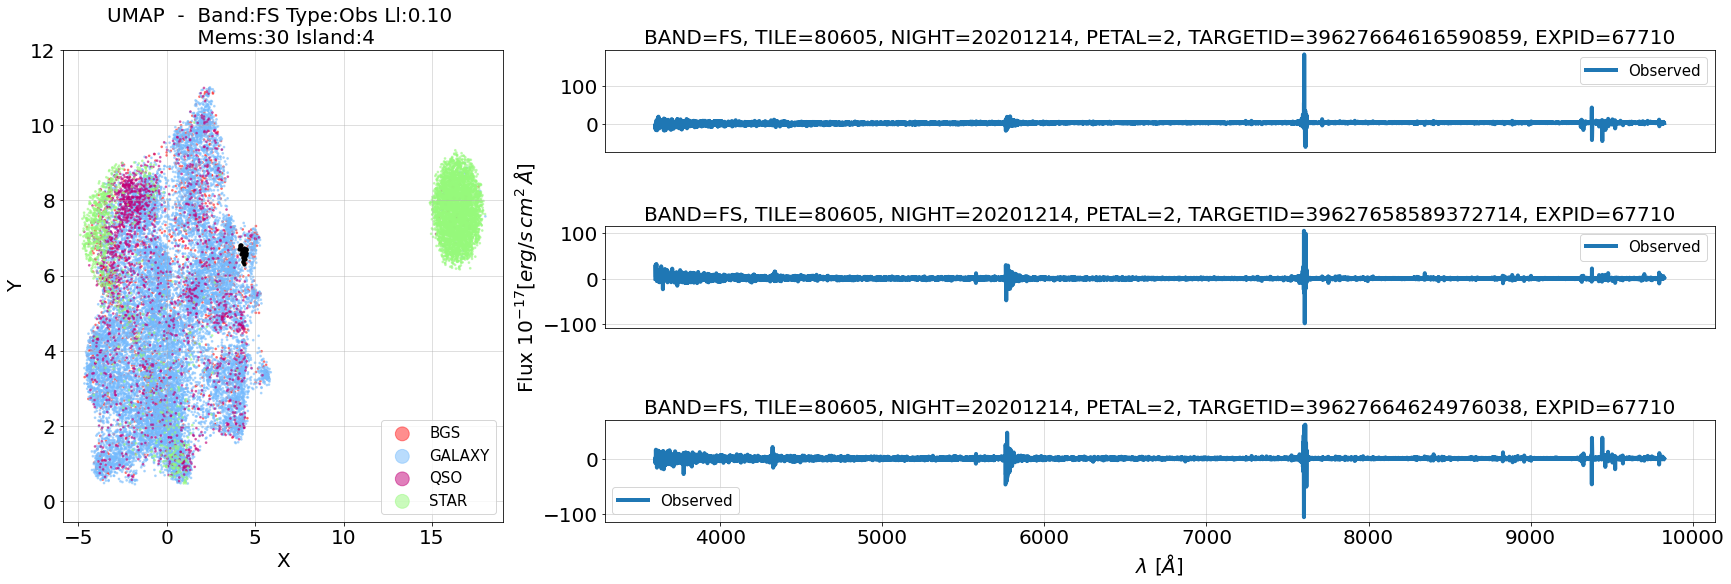 UMAP - Band:FS Type:Obs Ll:0.10
Mems:30 Island:4
12
10
8
6
4
2
0
Y
−5
0
5
10
15
X
BGS
GALAXY
QSO
STAR
Flux 10^{−17}[erg/s cm^2 Å]
BAND=FS, TILE=80605, NIGHT=20201214, PETAL=2, TARGETID=39627664616590859, EXPID=67710
100
0
Observed
BAND=FS, TILE=80605, NIGHT=20201214, PETAL=2, TARGETID=39627658589372714, EXPID=67710
100
0
−100
Observed
BAND=FS, TILE=80605, NIGHT=20201214, PETAL=2, TARGETID=39627664624976038, EXPID=67710
0
−100
Observed
4000
5000
6000
7000
8000
9000
10000
λ [Å]